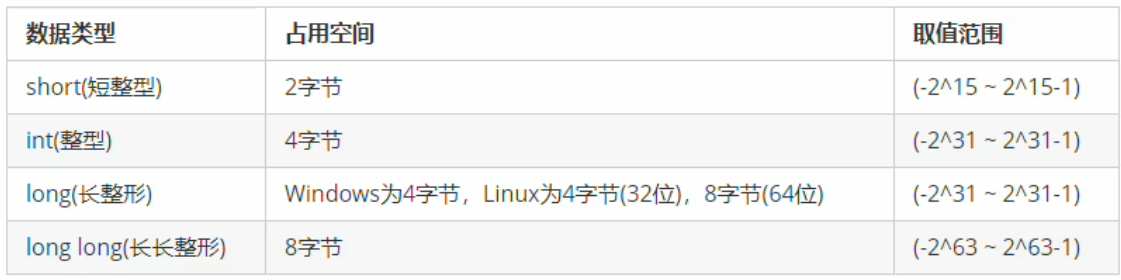 数据类型 占用空间 取值范围
short(短整型) 2字节 (-2^15 ~ 2^15-1)
int(整型) 4字节 (-2^31 ~ 2^31-1)
long(长整形) Windows为4字节，Linux为4字节(32位)，8字节(64位) (-2^31 ~ 2^31-1)
long long(长长整形) 8字节 (-2^63 ~ 2^63-1)